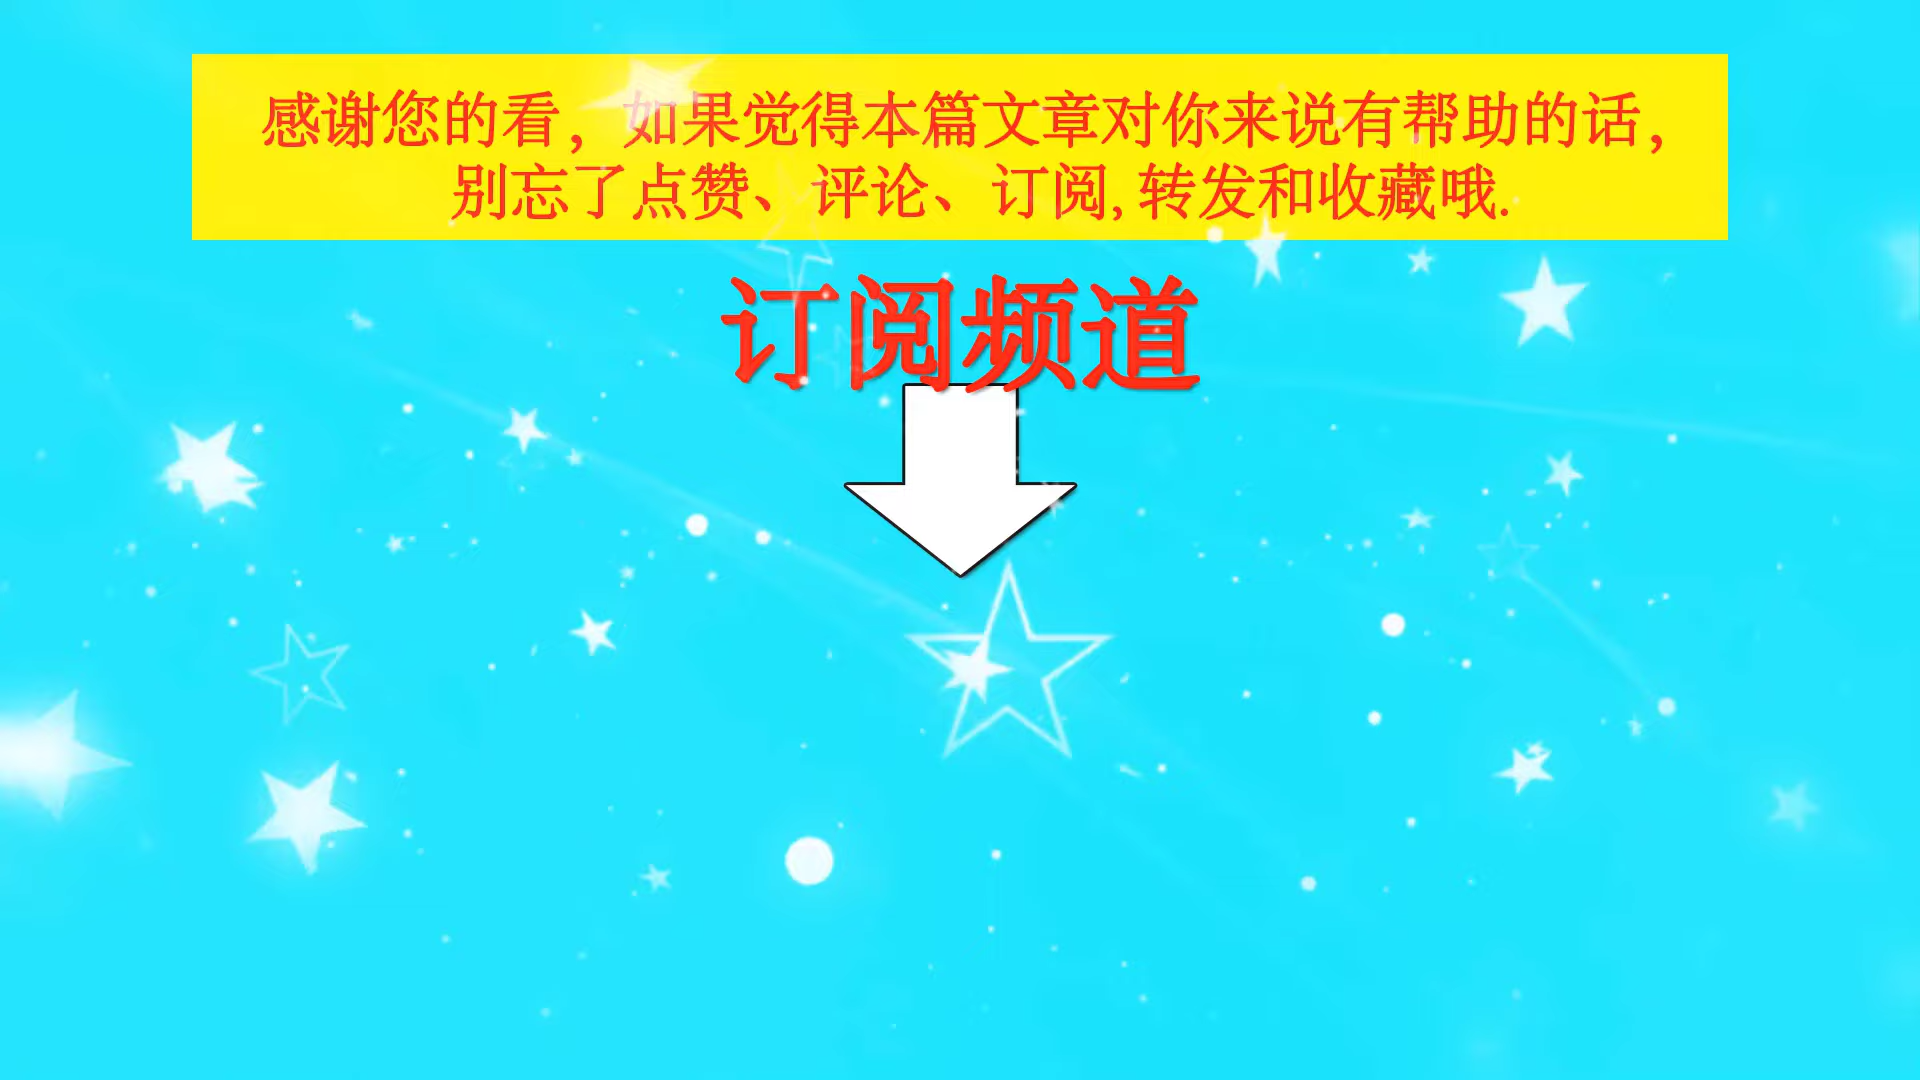 感谢您的看，如果觉得本篇文章对你来说有帮助的话，
别忘了点赞、评论、订阅,转发和收藏哦.
订阅频道